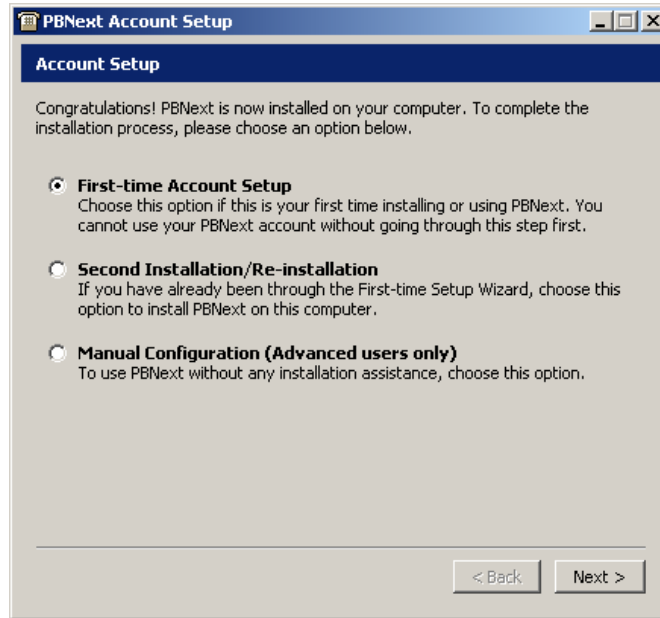 PBNext Account Setup
Account Setup
Congratulations! PBNext is now installed on your computer. To complete the
installation process, please choose an option below.
First-time Account Setup
Choose this option if this is your first time installing or using PBNext. You
cannot use your PBNext account without going through this step first.
Second Installation/Re-installation
If you have already been through the First-time Setup Wizard, choose this
option to install PBNext on this computer.
Manual Configuration (Advanced users only)
To use PBNext without any installation assistance, choose this option.
< Back Next >